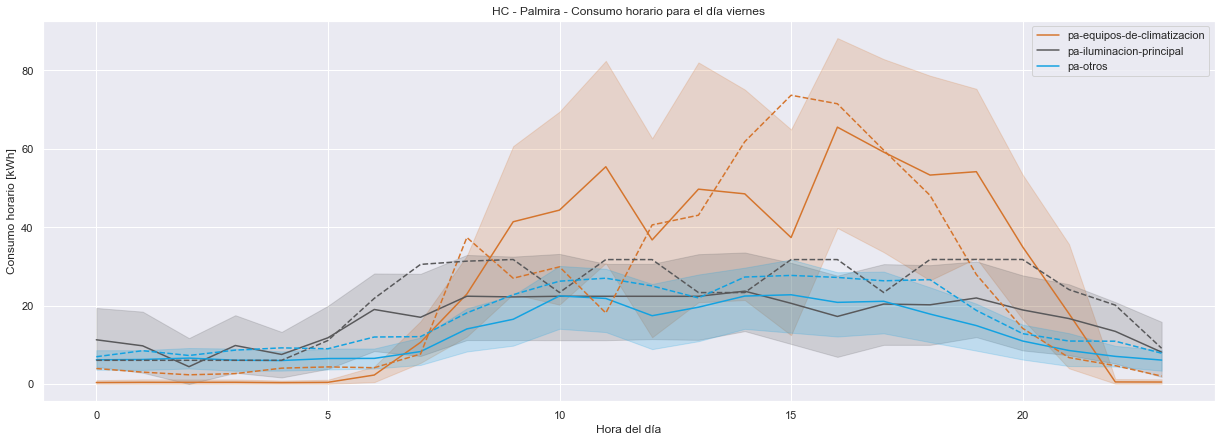 HC - Palmira - Consumo horario para el día viernes
pa-equipos-de-climatizacion
pa-iluminacion-principal
pa-otros
Consumo horario [kWh]
80
60
40
20
0
0 5 10 15 20
Hora del día